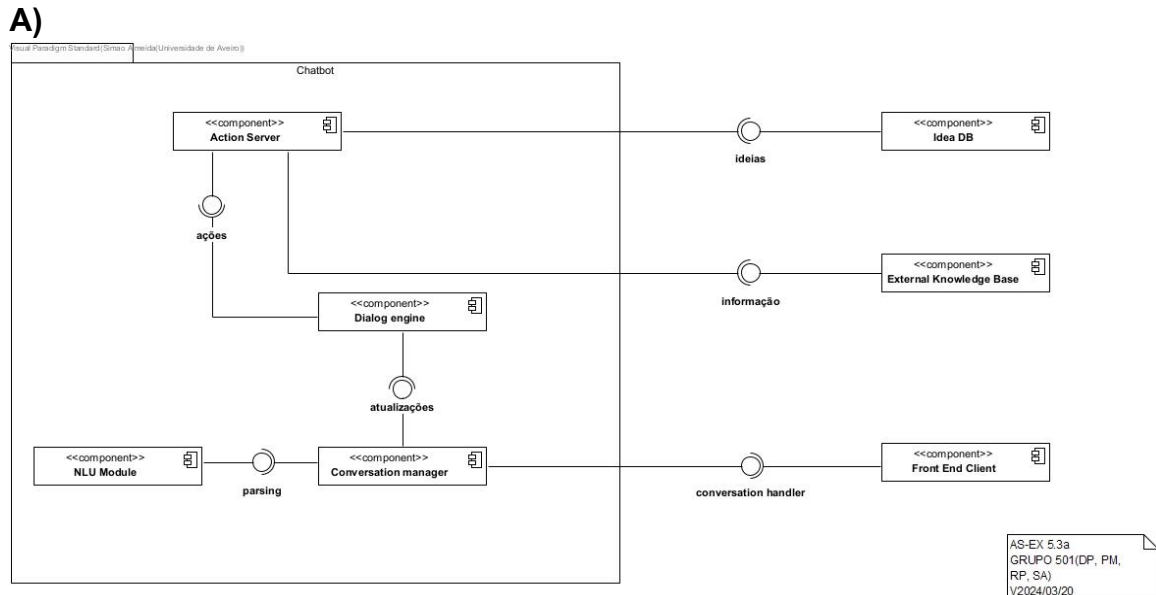 A)
Visual Paradigm Standard(Simao Almeida(Universidade de Aveiro))
Chatbot
<<component>>
Action Server
<<component>>
Idea DB
ideias
ações
<<component>>
External Knowledge Base
informação
<<component>>
Dialog engine
atualizações
<<component>>
NLU Module
parsing
<<component>>
Conversation manager
<<component>>
Front End Client
conversation handler
AS-EX 5.3a
GRUPO 501(DP, PM,
RP, SA)
V2024/03/20